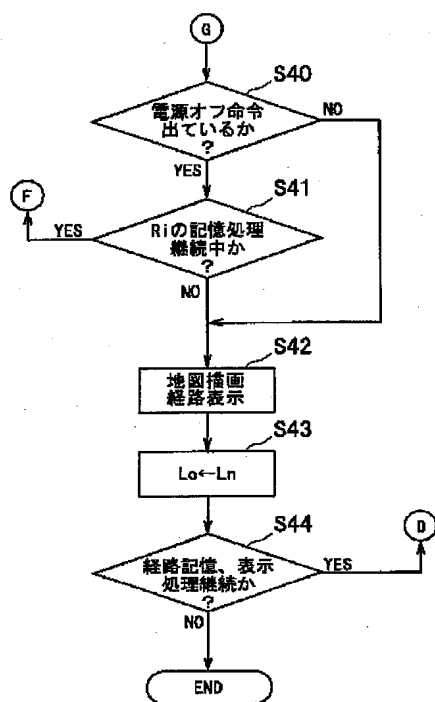 G
S40
電源オフ命令
出ているか
?
NO
YES
S41
F
YES
Riの記憶処理
継続中か
?
NO
S42
地図描画
経路表示
S43
Lo←Ln
S44
D
経路記憶、表示
処理継続か
?
YES
NO
END